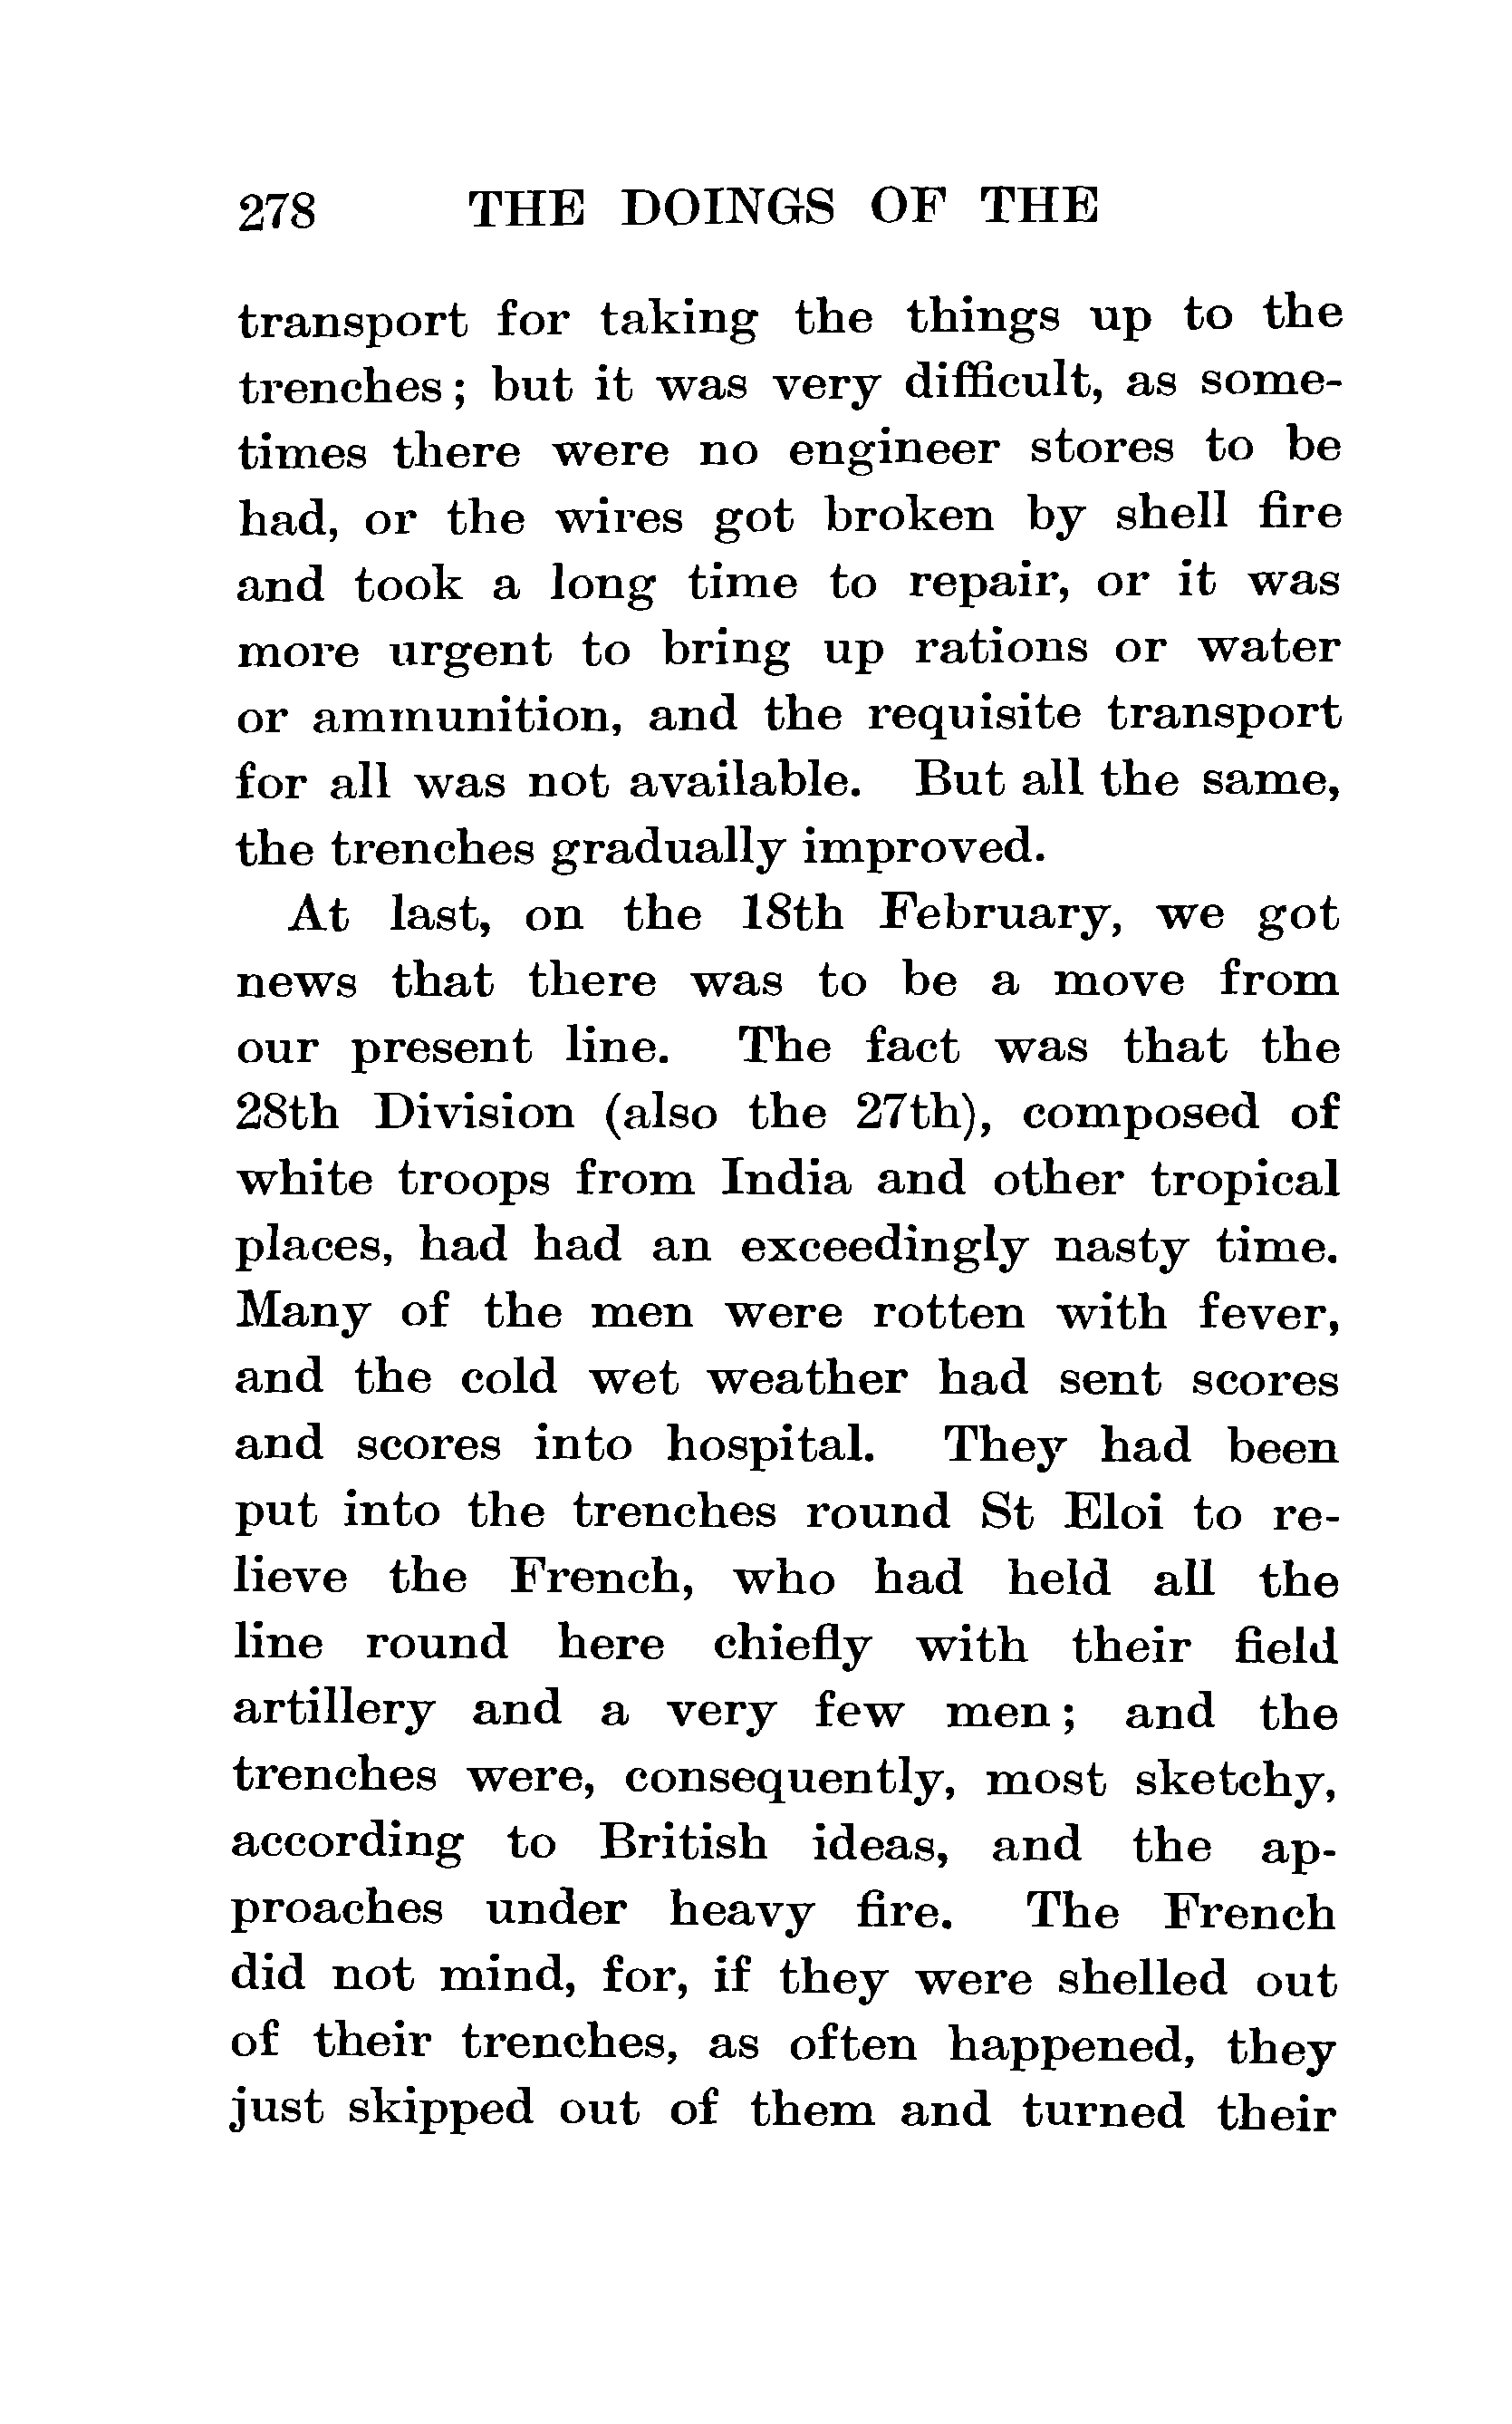 278 THE DOINGS OF THE
transport for taking the things up to the
trenches; but it was very difficult, as some-
times there were no engineer stores to be
had, or the wires got broken by shell fire
and took a long time to repair, or it was
more urgent to bring up rations or water
or ammunition, and the requisite transport
for all was not available. But all the same,
the trenches gradually improved.
At last, on the 18th February, we got
news that there was to be a move from
our present line. The fact was that the
28th Division (also the 27th), composed of
white troops from India and other tropical
places, had had an exceedingly nasty time.
Many of the men were rotten with fever,
and the cold wet weather had sent scores
and scores into hospital. They had been
put into the trenches round St Eloi to re-
lieve the French, who had held all the
line round here chiefly with their field
artillery and a very few men; and the
trenches were, consequently, most sketchy,
according to British ideas, and the ap-
proaches under heavy fire. The French
did not mind, for, if they were shelled out
of their trenches, as often happened, they
just skipped out of them and turned their